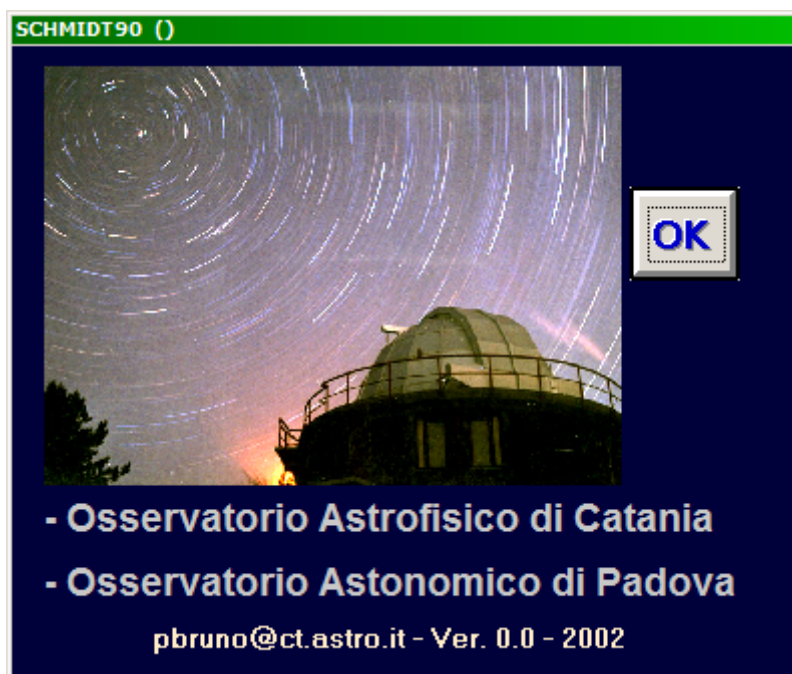 SCHMIDT90 ()
OK
- Osservatorio Astrofisico di Catania
- Osservatorio Astonomico di Padova
pbruno@ct.astro.it - Ver. 0.0 - 2002